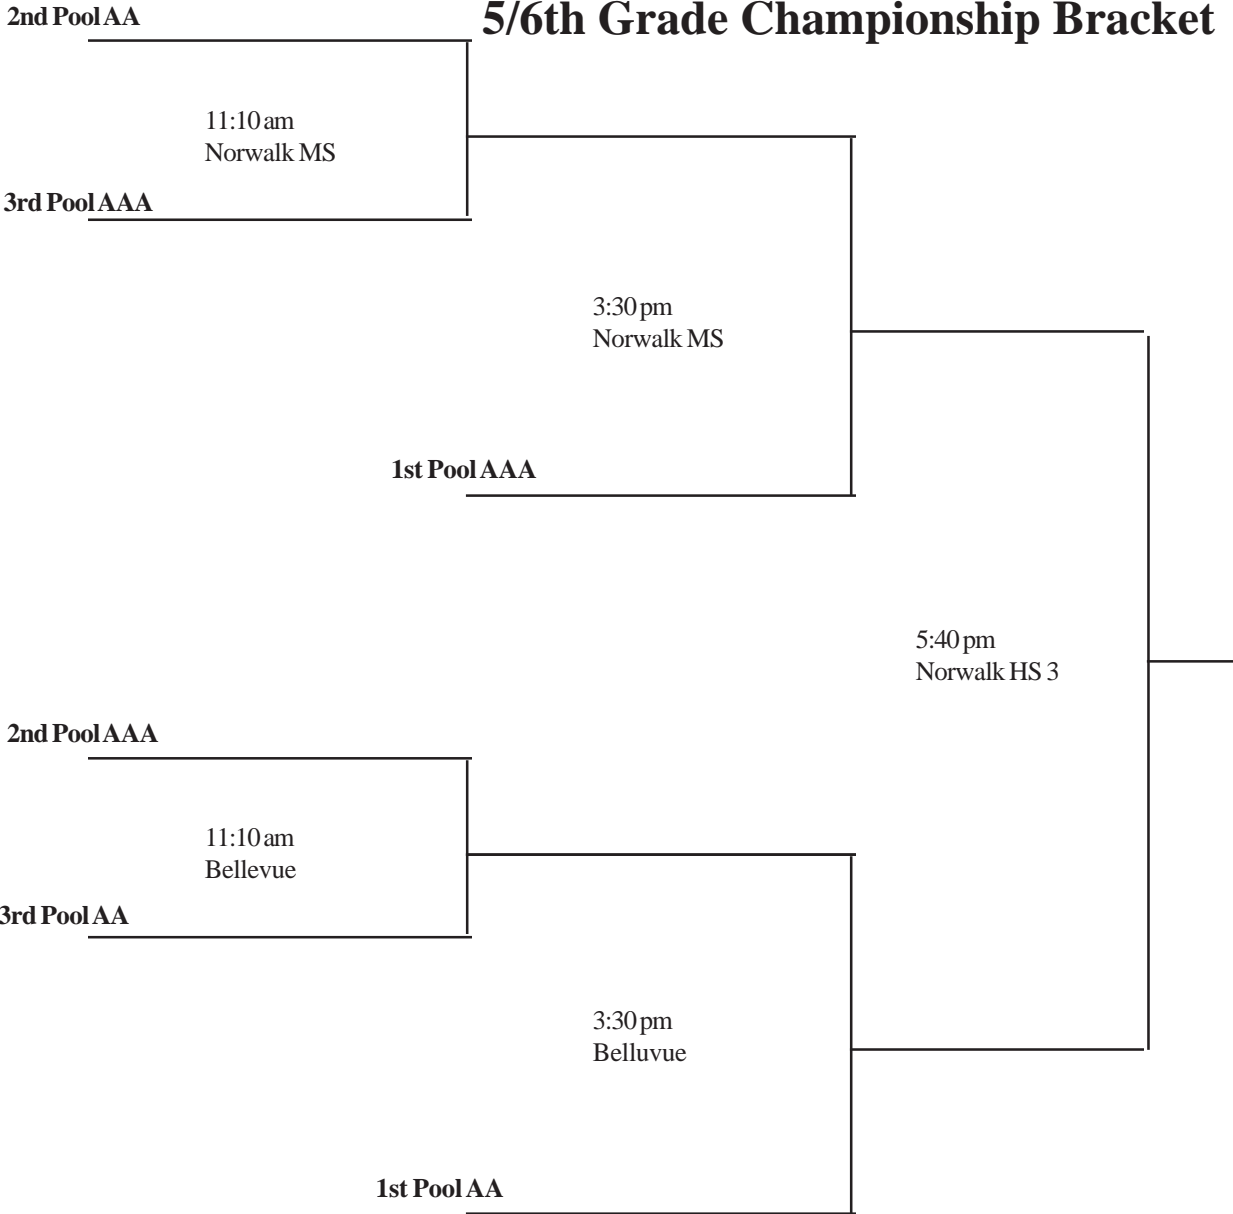 5/6th Grade Championship Bracket
2nd Pool AA
11:10 am
Norwalk MS
3rd Pool AAA
3:30 pm
Norwalk MS
1st Pool AAA
5:40 pm
Norwalk HS 3
2nd Pool AAA
11:10 am
Bellevue
3rd Pool AA
3:30 pm
Belluvue
1st Pool AA